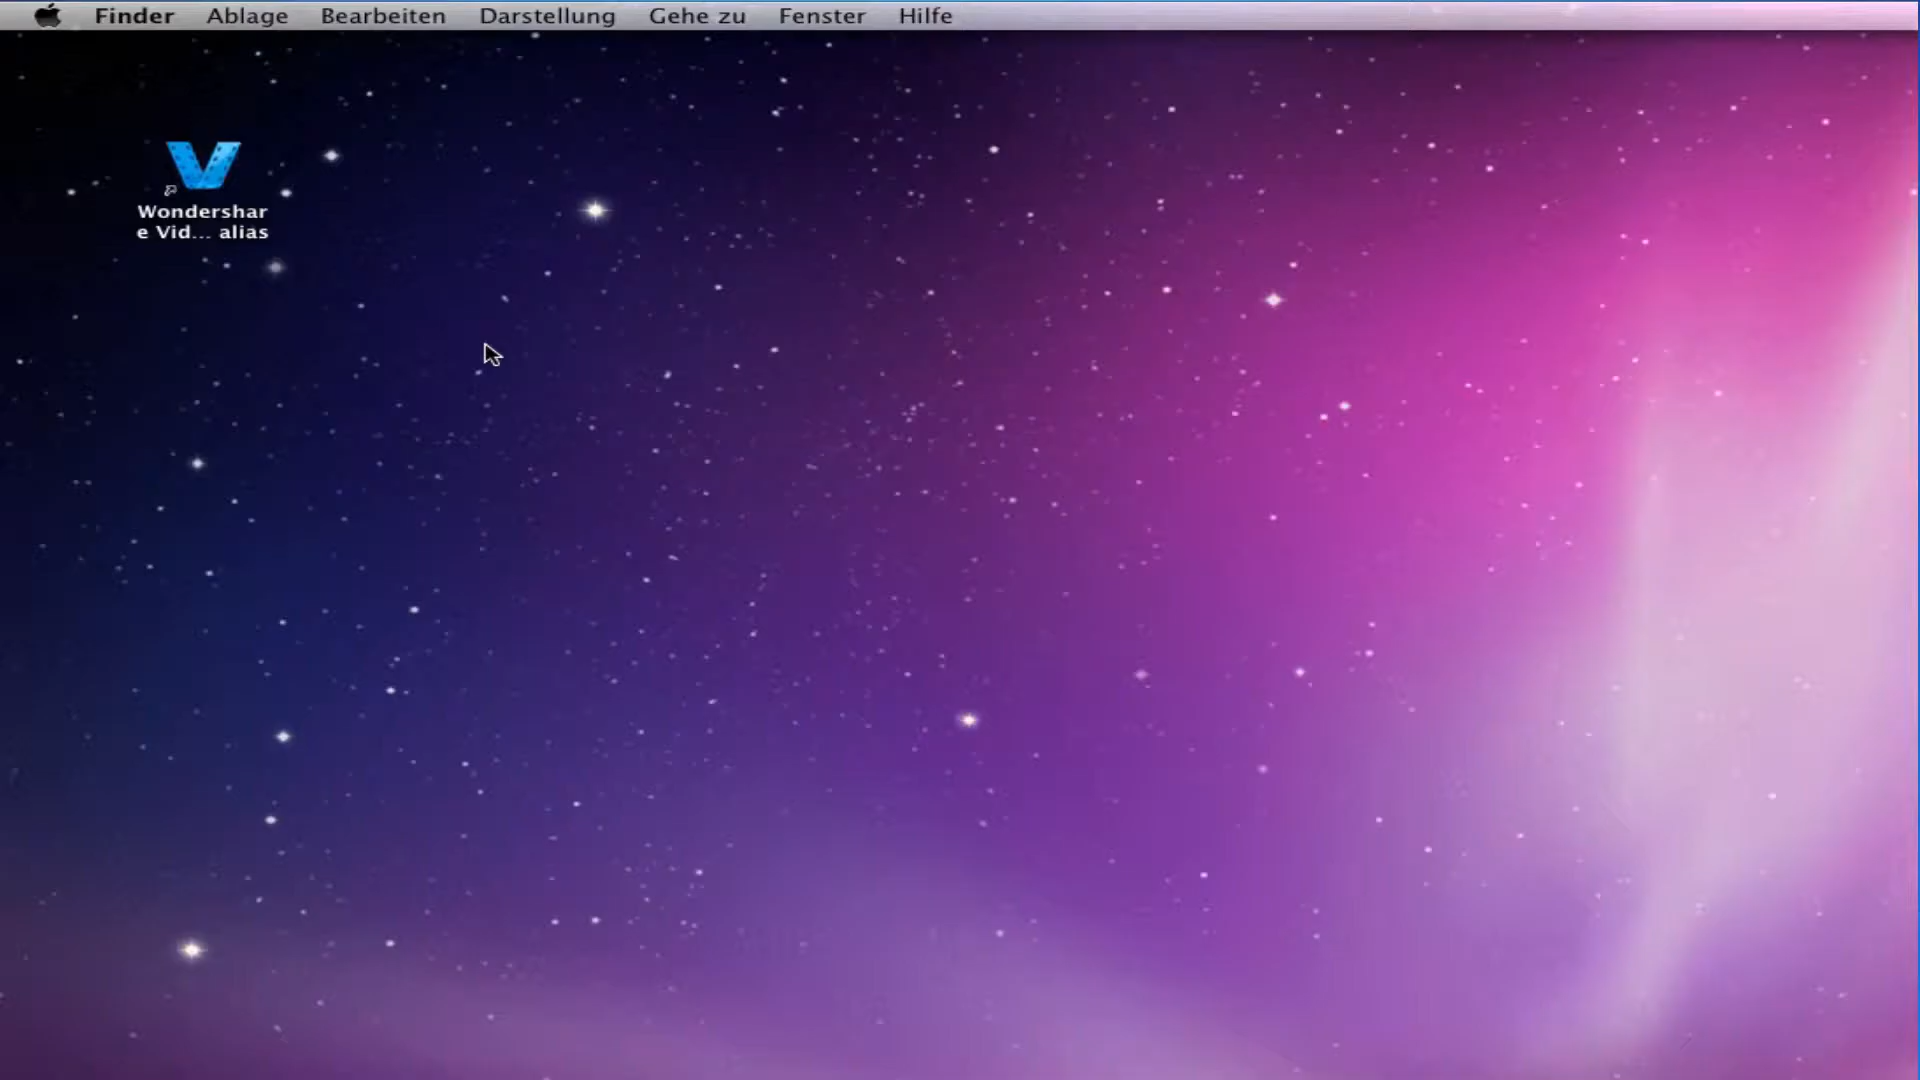 Finder Ablage Bearbeiten Darstellung Gehe zu Fenster Hilfe
Wondershar
e Vid... alias